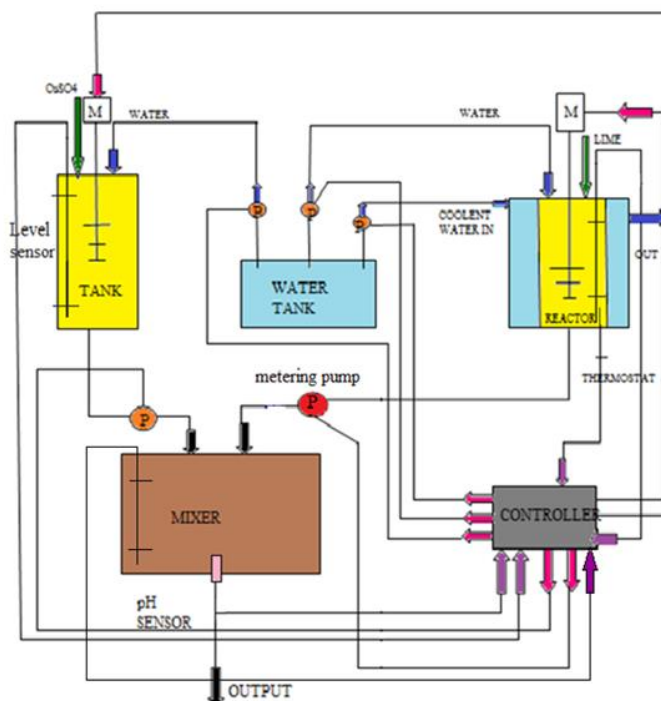 CuSO4
M
WATER
WATER
M
LIME
Level
sensor
TANK
P
P
P
WATER
TANK
COOLENT
WATER IN
OUT
REACTOR
THERMOSTAT
metering pump
P
P
MIXER
CONTROLLER
pH
SENSOR
OUTPUT